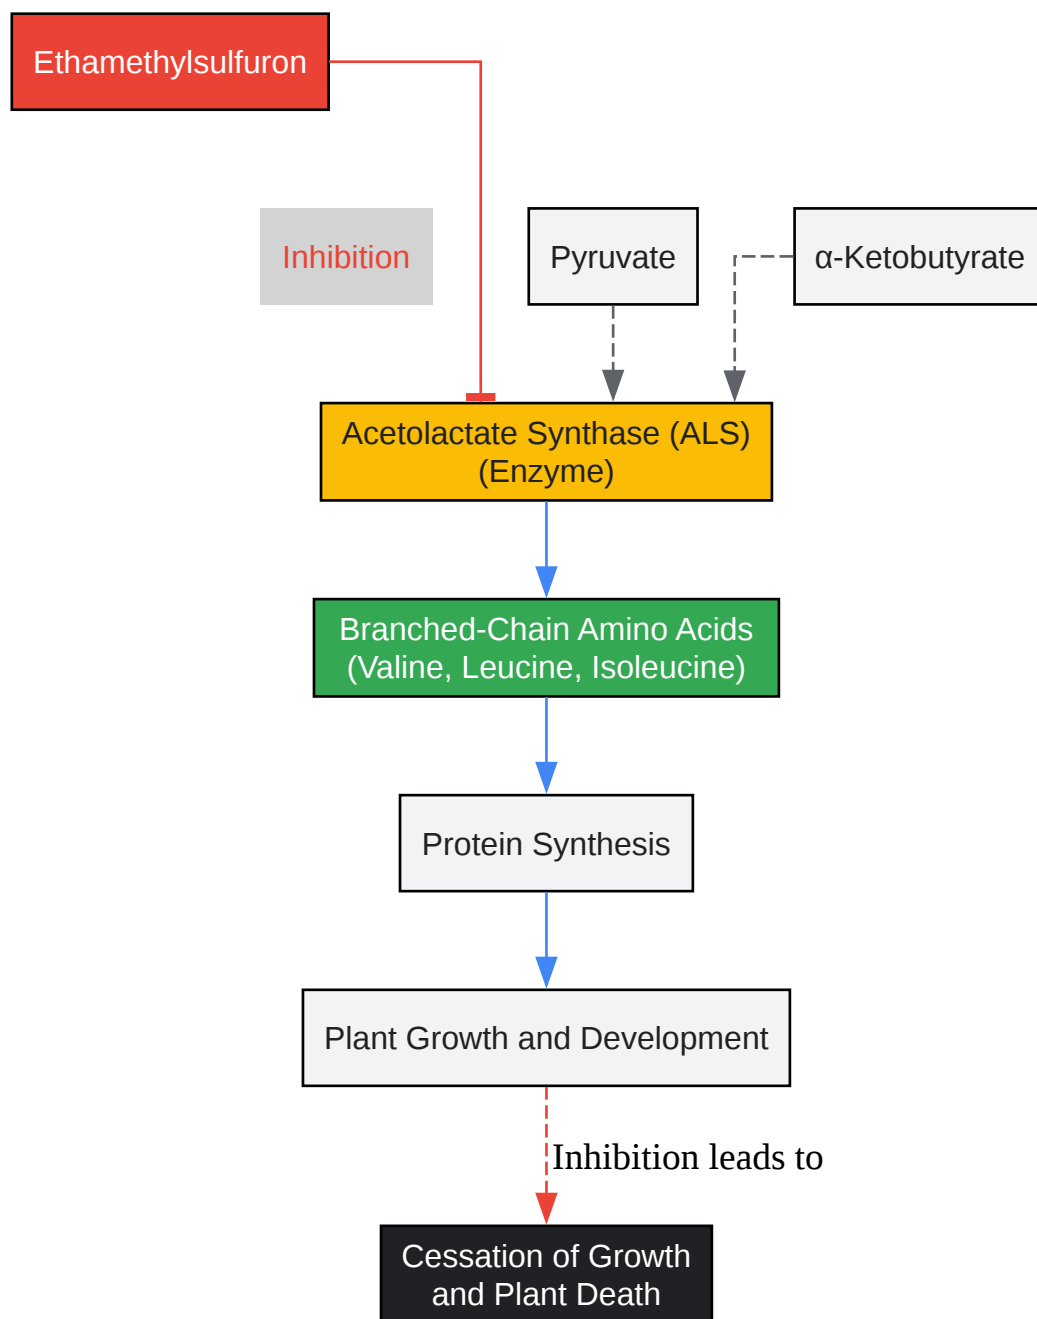 Ethamethylsulfuron
Inhibition
Pyruvate
α-Ketobutyrate
Acetolactate Synthase (ALS)
(Enzyme)
Branched-Chain Amino Acids
(Valine, Leucine, Isoleucine)
Protein Synthesis
Plant Growth and Development
Inhibition leads to
Cessation of Growth
and Plant Death